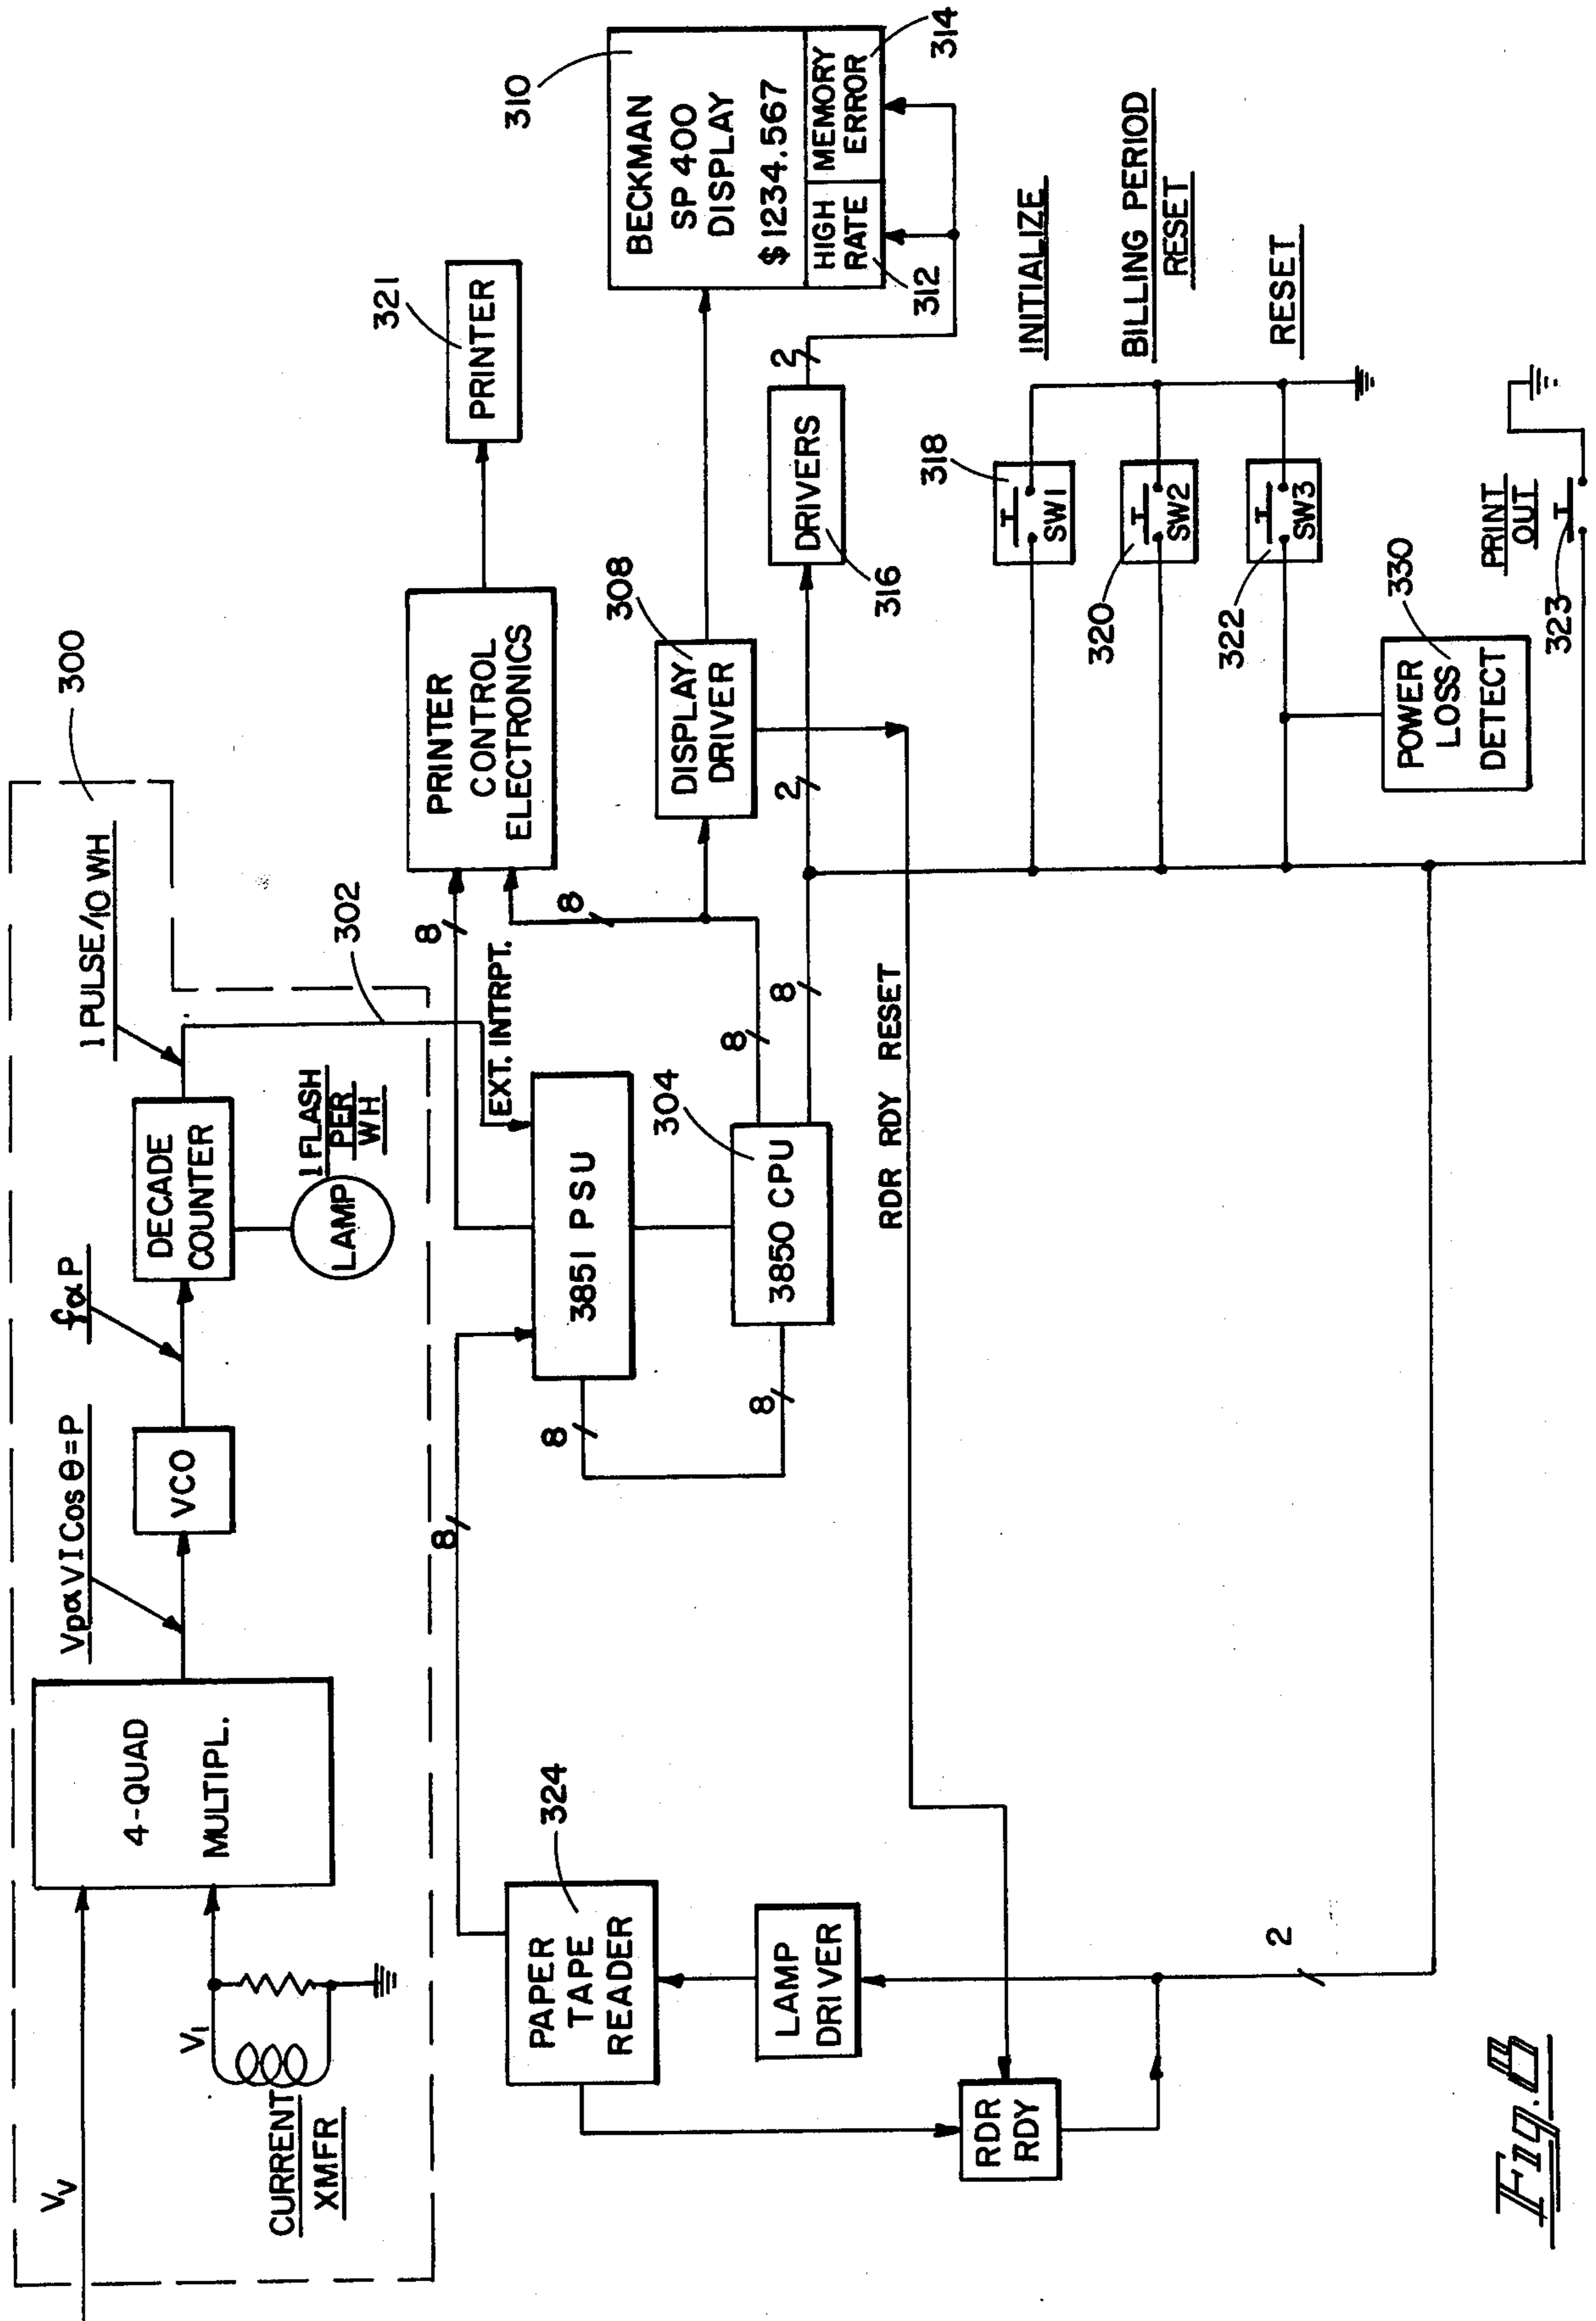 300
V_V
V_I
CURRENT
XMFR
4-QUAD
MULTIPL.
Vp α V I Cos θ = P
VCO
f α P
DECADE
COUNTER
1 PULSE/10 WH
LAMP
1 FLASH
PER
WH
302
EXT. INTRPT.
8
8
8
8
8
8
8
3851 PSU
3850 CPU
304
PRINTER
CONTROL
ELECTRONICS
PRINTER
321
DISPLAY
DRIVER
308
BECKMAN
SP 400
DISPLAY
$1234.567
310
HIGH
RATE
312
MEMORY
ERROR
314
DRIVERS
316
2
2
RDR RDY RESET
PAPER
TAPE
READER
324
LAMP
DRIVER
RDR
RDY
2
INITIALIZE
318
SW1
BILLING PERIOD
RESET
320
SW2
RESET
322
SW3
POWER
LOSS
DETECT
330
PRINT
OUT
323
Fig. 8